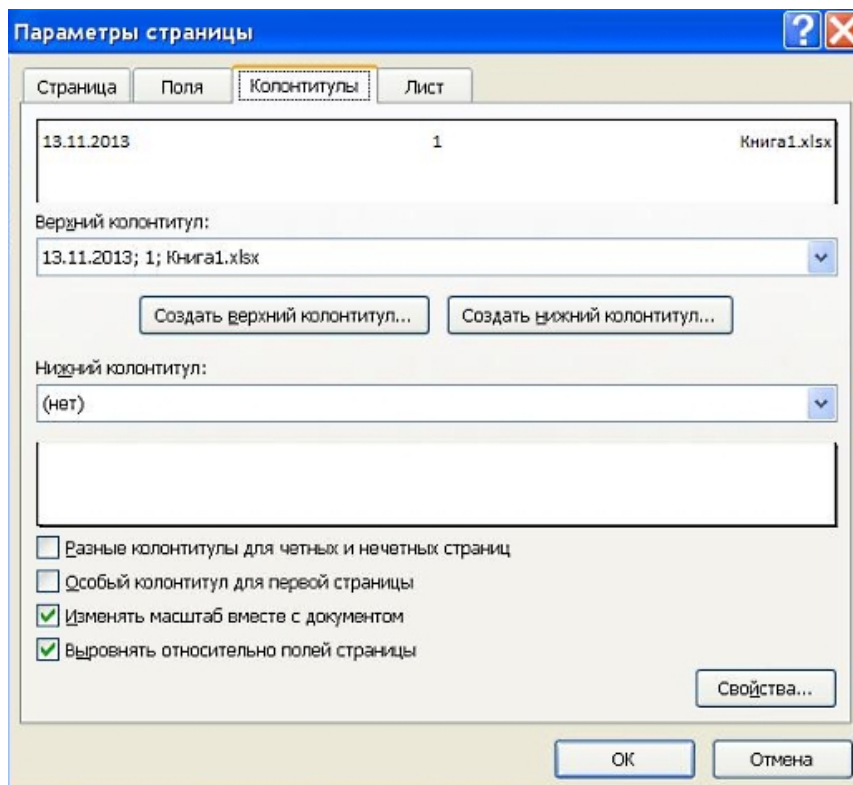 Параметры страницы
Страница Поля Колонтитулы Лист
13.11.2013 1 Книга1.xlsx
Верхний колонтитул:
13.11.2013; 1; Книга1.xlsx
Создать верхний колонтитул... Создать нижний колонтитул...
Нижний колонтитул:
(нет)
Разные колонтитулы для четных и нечетных страниц
Особый колонтитул для первой страницы
Изменять масштаб вместе с документом
Выровнять относительно полей страницы
Свойства...
ОК Отмена